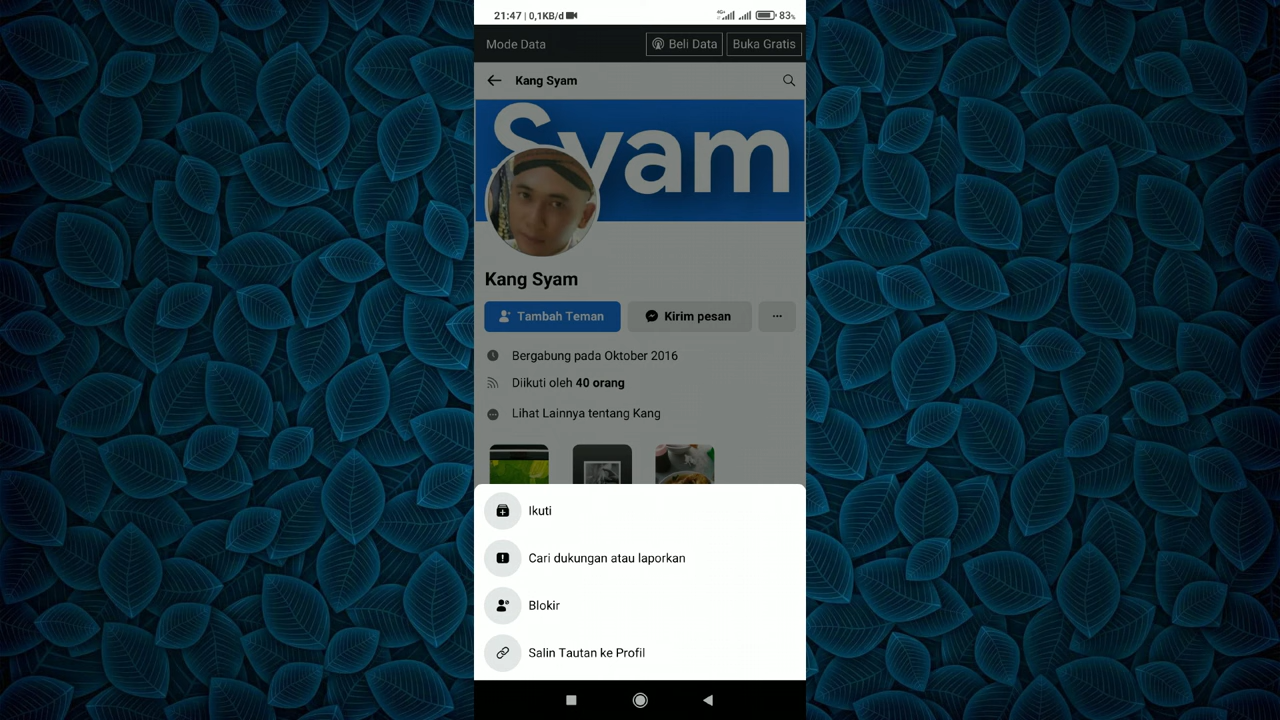 21:47 | 0,1KB/d 4G+ 83%
Mode Data Beli Data Buka Gratis
Kang Syam
Syam
Kang Syam
Tambah Teman Kirim pesan ...
Bergabung pada Oktober 2016
Diikuti oleh 40 orang
Lihat Lainnya tentang Kang
Ikuti
Cari dukungan atau laporkan
Blokir
Salin Tautan ke Profil